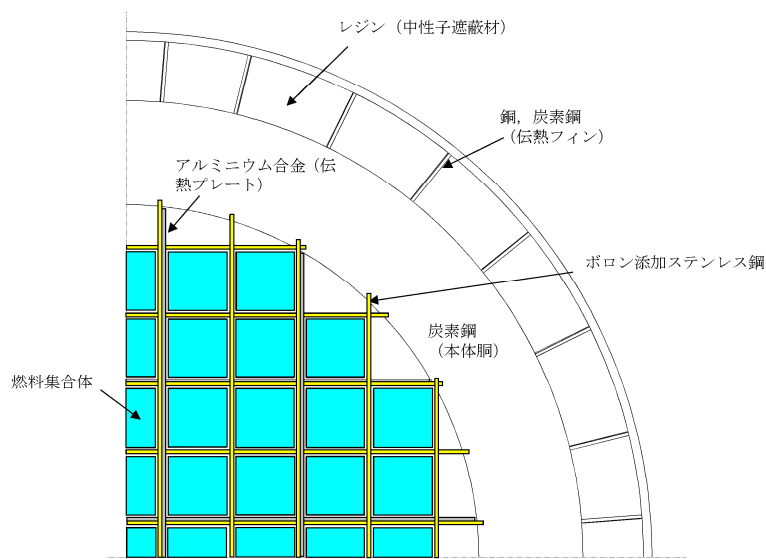 レジン（中性子遮蔽材）
銅，炭素鋼
（伝熱フィン）
アルミニウム合金（伝
熱プレート）
ボロン添加ステンレス鋼
炭素鋼
（本体胴）
燃料集合体